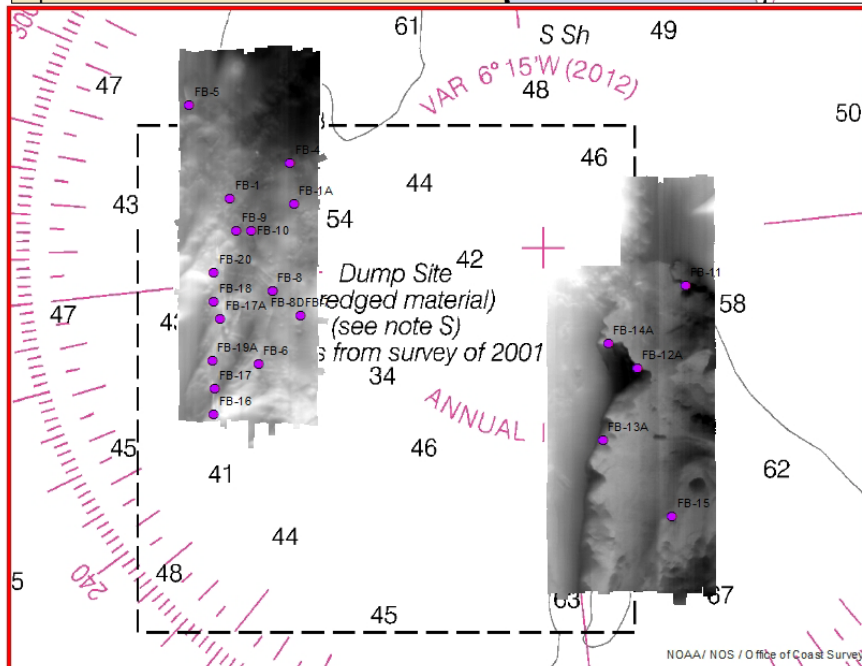 61
S Sh
49
300
47
VAR 6° 15'W (2012)
48
50
FB-5
46
FB-4
44
FB-1
FB-1A
43
54
FB-9
FB-10
42
FB-20
Dump Site
FB-11
FB-18
FB-8
redged material)
58
47
FB-17A
FB-8D
(see note S)
FB-14A
s from survey of 2001
FB-19A
FB-6
34
FB-12A
FB-17
ANNUAL
FB-16
FB-13A
45
46
41
62
FB-15
44
48
5
240
63
67
45
NOAA / NOS / Office of Coast Survey